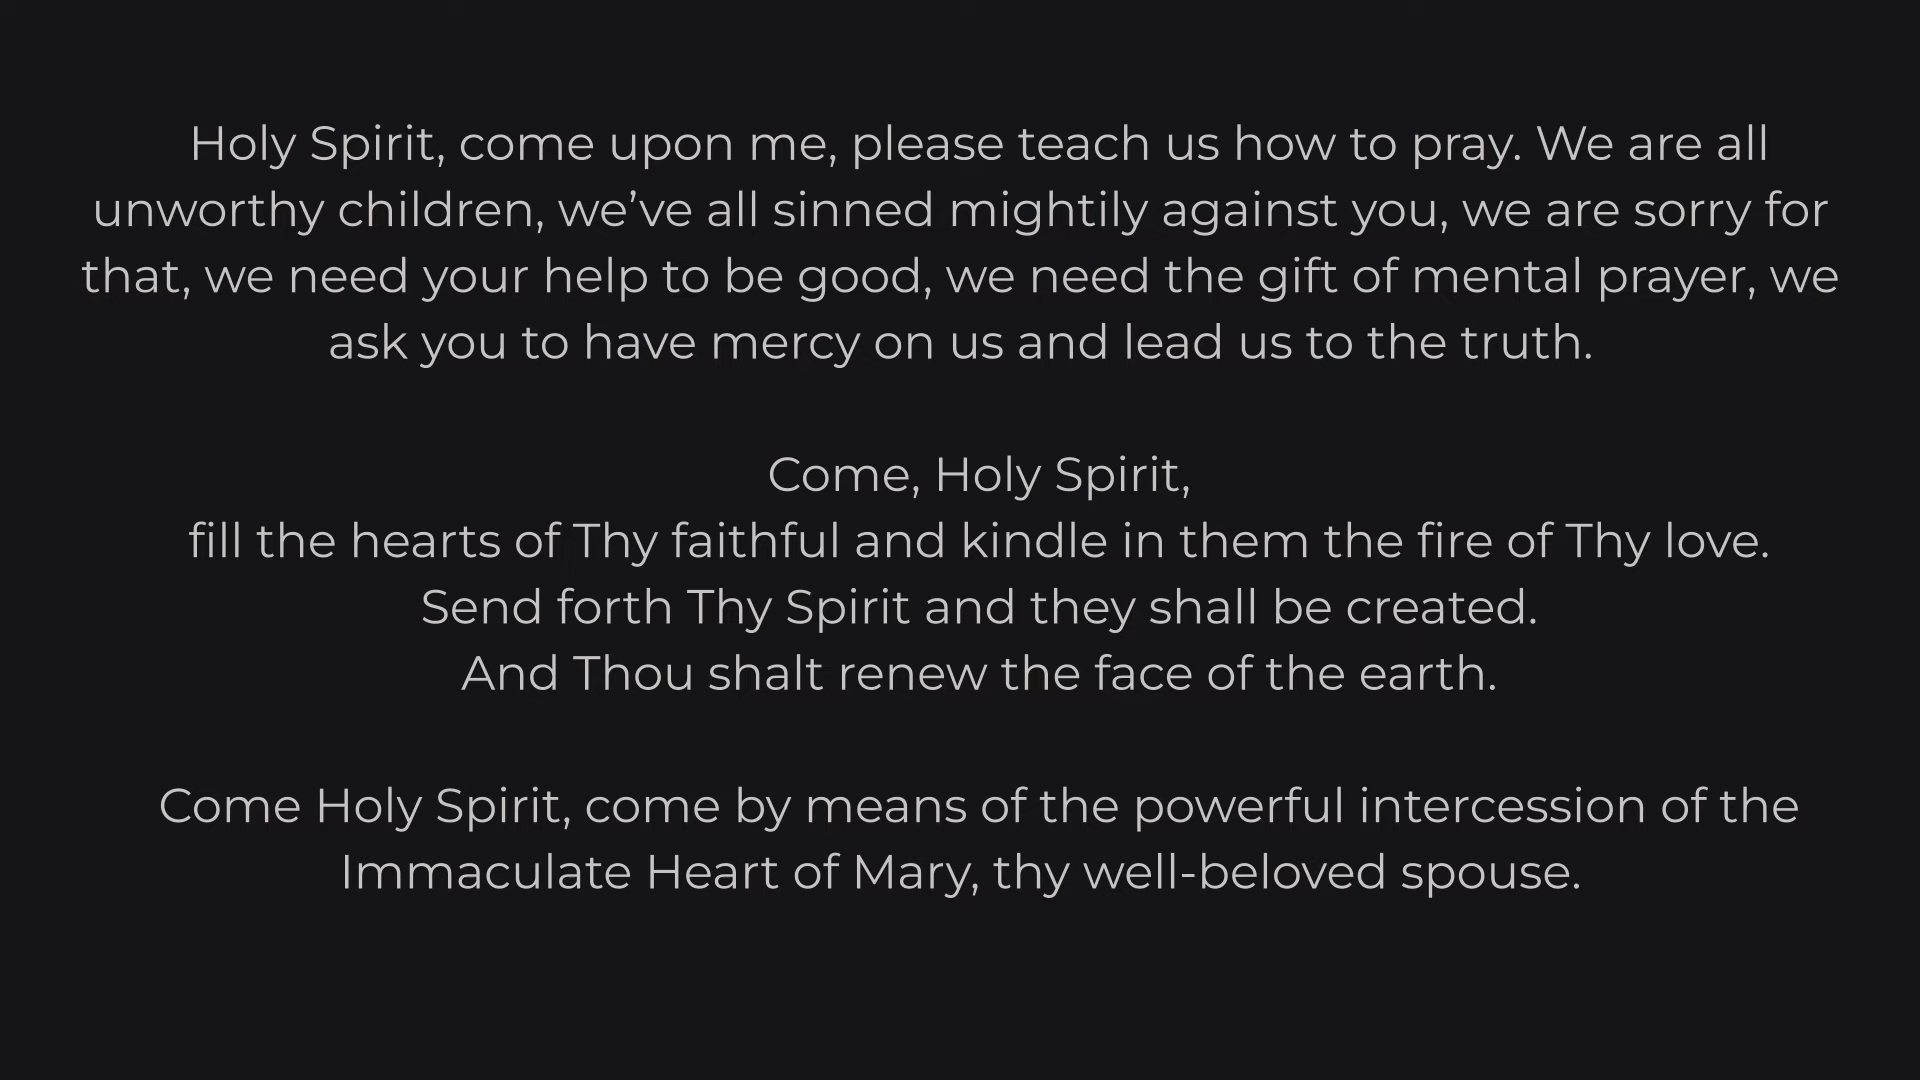 Holy Spirit, come upon me, please teach us how to pray. We are all
unworthy children, we’ve all sinned mightily against you, we are sorry for
that, we need your help to be good, we need the gift of mental prayer, we
ask you to have mercy on us and lead us to the truth.
Come, Holy Spirit,
fill the hearts of Thy faithful and kindle in them the fire of Thy love.
Send forth Thy Spirit and they shall be created.
And Thou shalt renew the face of the earth.
Come Holy Spirit, come by means of the powerful intercession of the
Immaculate Heart of Mary, thy well-beloved spouse.